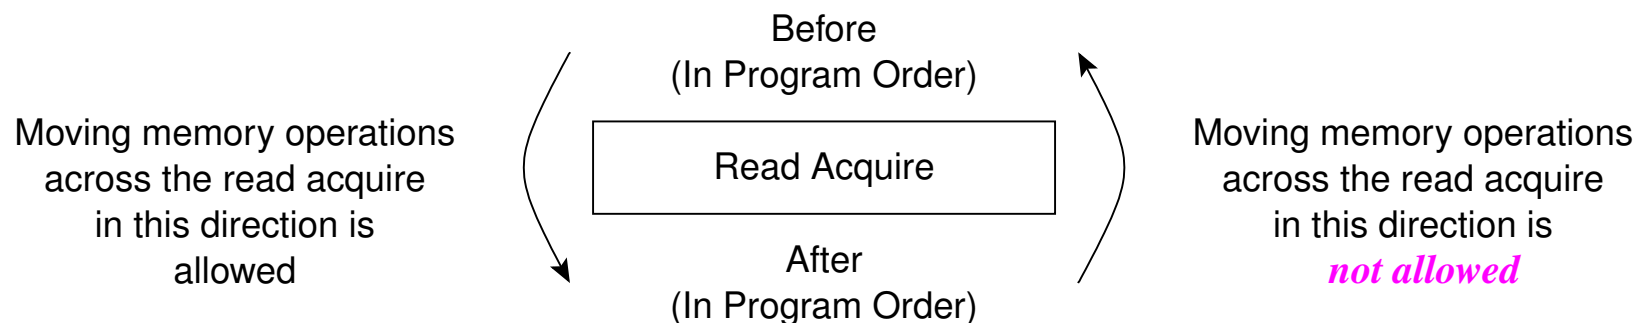 Before
(In Program Order)
Moving memory operations
across the read acquire
in this direction is
allowed
Read Acquire
Moving memory operations
across the read acquire
in this direction is
not allowed
After
(In Program Order)